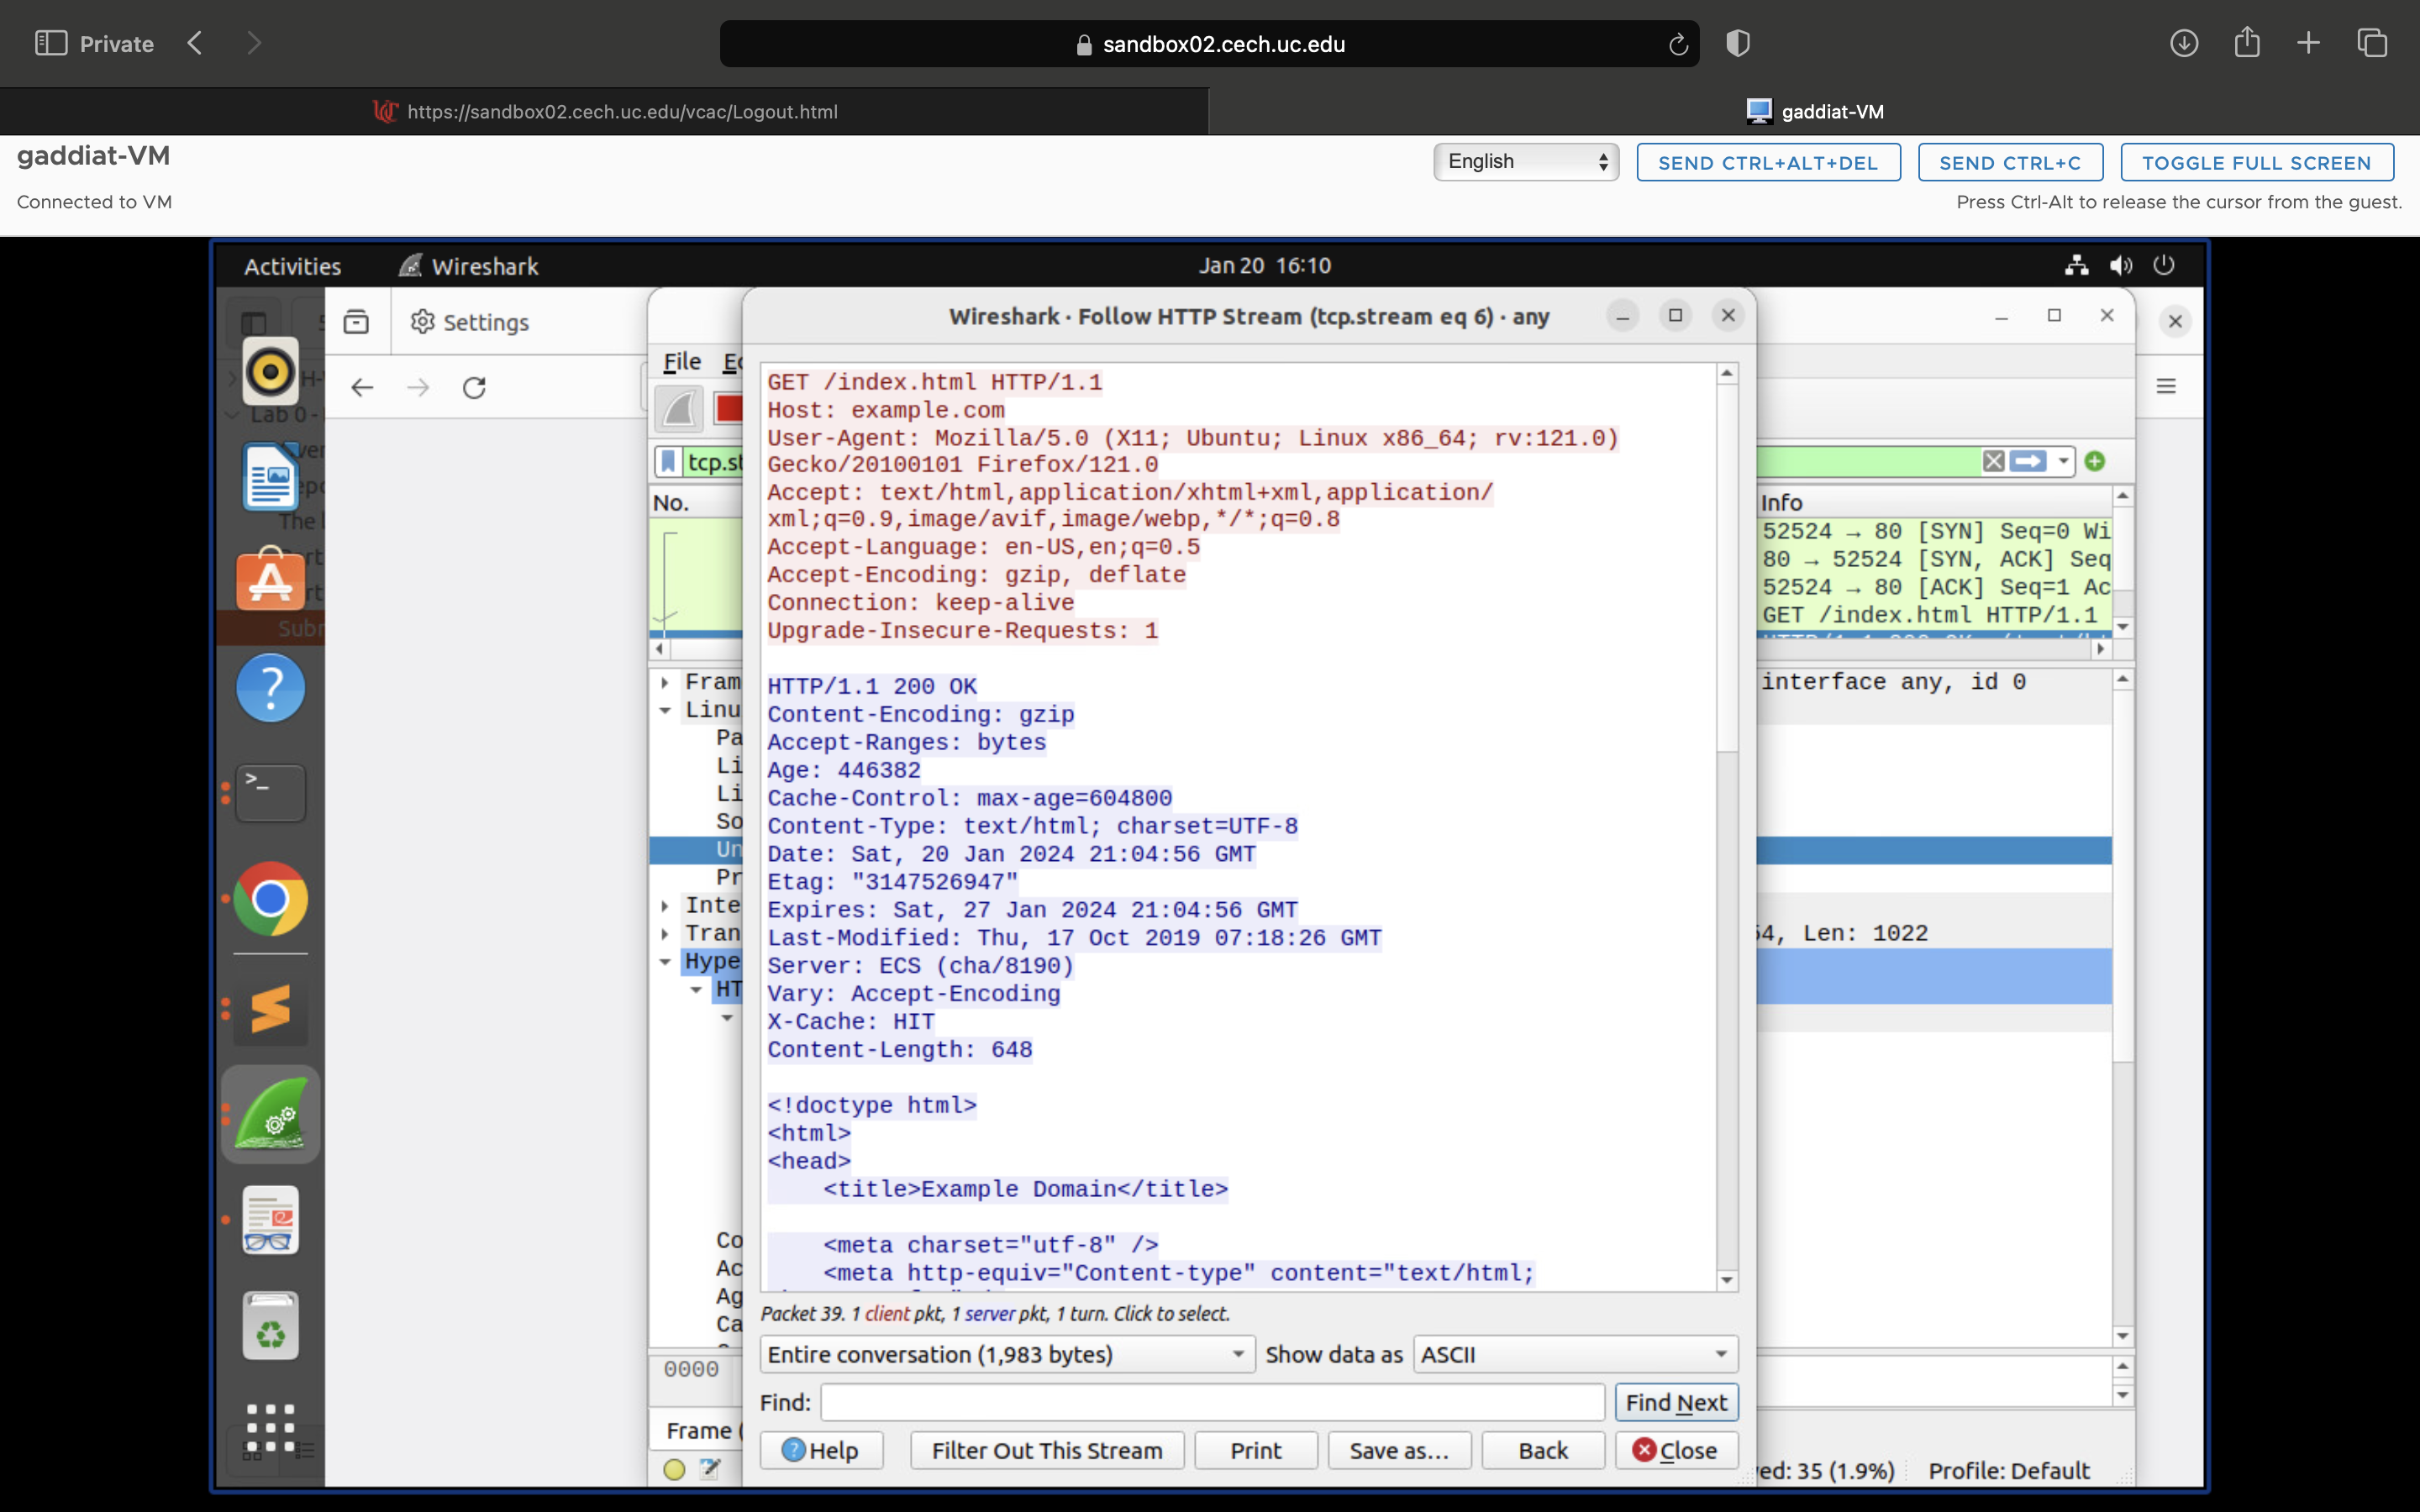 Private
sandbox02.cech.uc.edu
https://sandbox02.cech.uc.edu/vcac/Logout.html
gaddiat-VM
gaddiat-VM
English
SEND CTRL+ALT+DEL
SEND CTRL+C
TOGGLE FULL SCREEN
Connected to VM
Press Ctrl-Alt to release the cursor from the guest.
Activities
Wireshark
Jan 20 16:10
Settings
Wireshark · Follow HTTP Stream (tcp.stream eq 6) · any
File
tcp.st
No.
GET /index.html HTTP/1.1
Host: example.com
User-Agent: Mozilla/5.0 (X11; Ubuntu; Linux x86_64; rv:121.0)
Gecko/20100101 Firefox/121.0
Accept: text/html,application/xhtml+xml,application/
xml;q=0.9,image/avif,image/webp,*/*;q=0.8
Accept-Language: en-US,en;q=0.5
Accept-Encoding: gzip, deflate
Connection: keep-alive
Upgrade-Insecure-Requests: 1
HTTP/1.1 200 OK
Content-Encoding: gzip
Accept-Ranges: bytes
Age: 446382
Cache-Control: max-age=604800
Content-Type: text/html; charset=UTF-8
Date: Sat, 20 Jan 2024 21:04:56 GMT
Etag: "3147526947"
Expires: Sat, 27 Jan 2024 21:04:56 GMT
Last-Modified: Thu, 17 Oct 2019 07:18:26 GMT
Server: ECS (cha/8190)
Vary: Accept-Encoding
X-Cache: HIT
Content-Length: 648
<!doctype html>
<html>
<head>
<title>Example Domain</title>
<meta charset="utf-8" />
<meta http-equiv="Content-type" content="text/html;
Packet 39. 1 client pkt, 1 server pkt, 1 turn. Click to select.
Entire conversation (1,983 bytes)
Show data as
ASCII
Find:
Find Next
Help
Filter Out This Stream
Print
Save as…
Back
Close
Info
52524 → 80 [SYN] Seq=0 Wi
80 → 52524 [SYN, ACK] Seq
52524 → 80 [ACK] Seq=1 Ac
GET /index.html HTTP/1.1
interface any, id 0
54, Len: 1022
Fram
Linu
Pa
Li
Li
So
Un
Pr
Inte
Tran
Hype
HT
Co
Ac
Ag
Ca
0000
Frame (
ed: 35 (1.9%)
Profile: Default
Lab 0 -
The l
Subr